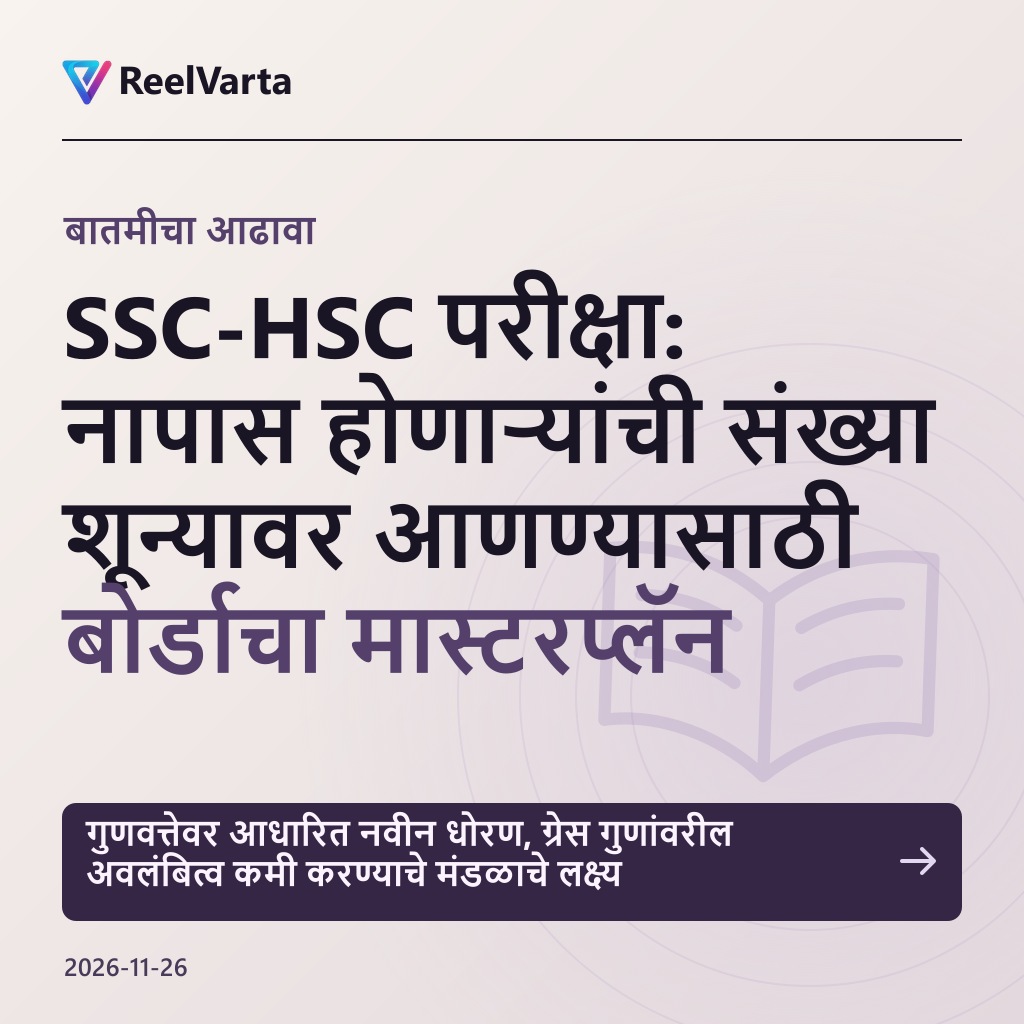 ReelVarta
बातमीचा आढावा
SSC-HSC परीक्षा:
नापास होणाऱ्यांची संख्या
शून्यावर आणण्यासाठी
बोर्डाचा मास्टरप्लॅन
गुणवत्तेवर आधारित नवीन धोरण, ग्रेस गुणांवरील
अवलंबित्व कमी करण्याचे मंडळाचे लक्ष्य
2026-11-26